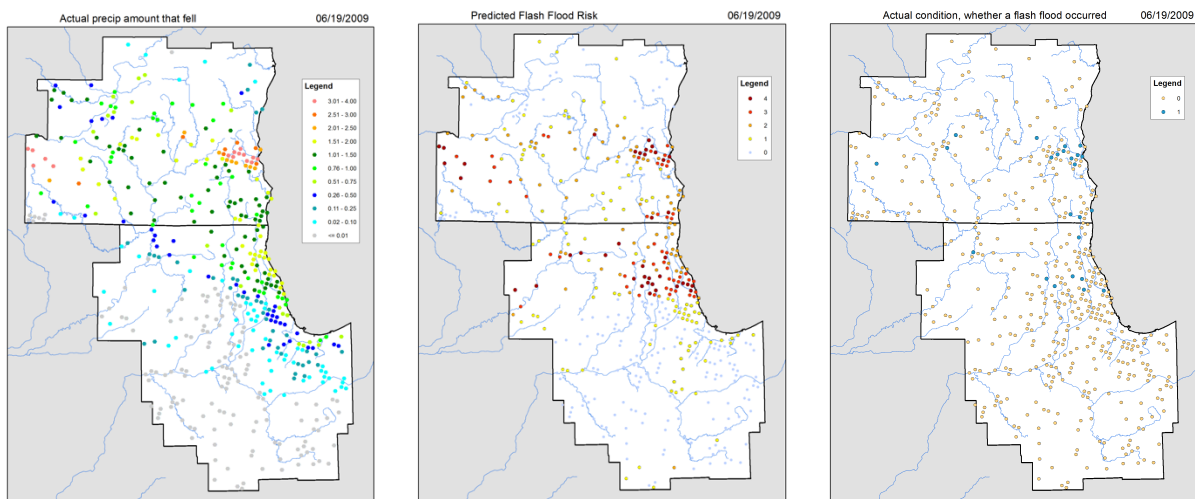 Actual precip amount that fell 06/19/2009
Legend
3.01 - 4.00
2.51 - 3.00
2.01 - 2.50
1.51 - 2.00
1.01 - 1.50
0.76 - 1.00
0.51 - 0.75
0.26 - 0.50
0.11 - 0.25
0.02 - 0.10
<= 0.01
Predicted Flash Flood Risk 06/19/2009
Legend
4
3
2
1
0
Actual condition, whether a flash flood occurred 06/19/2009
Legend
0
1